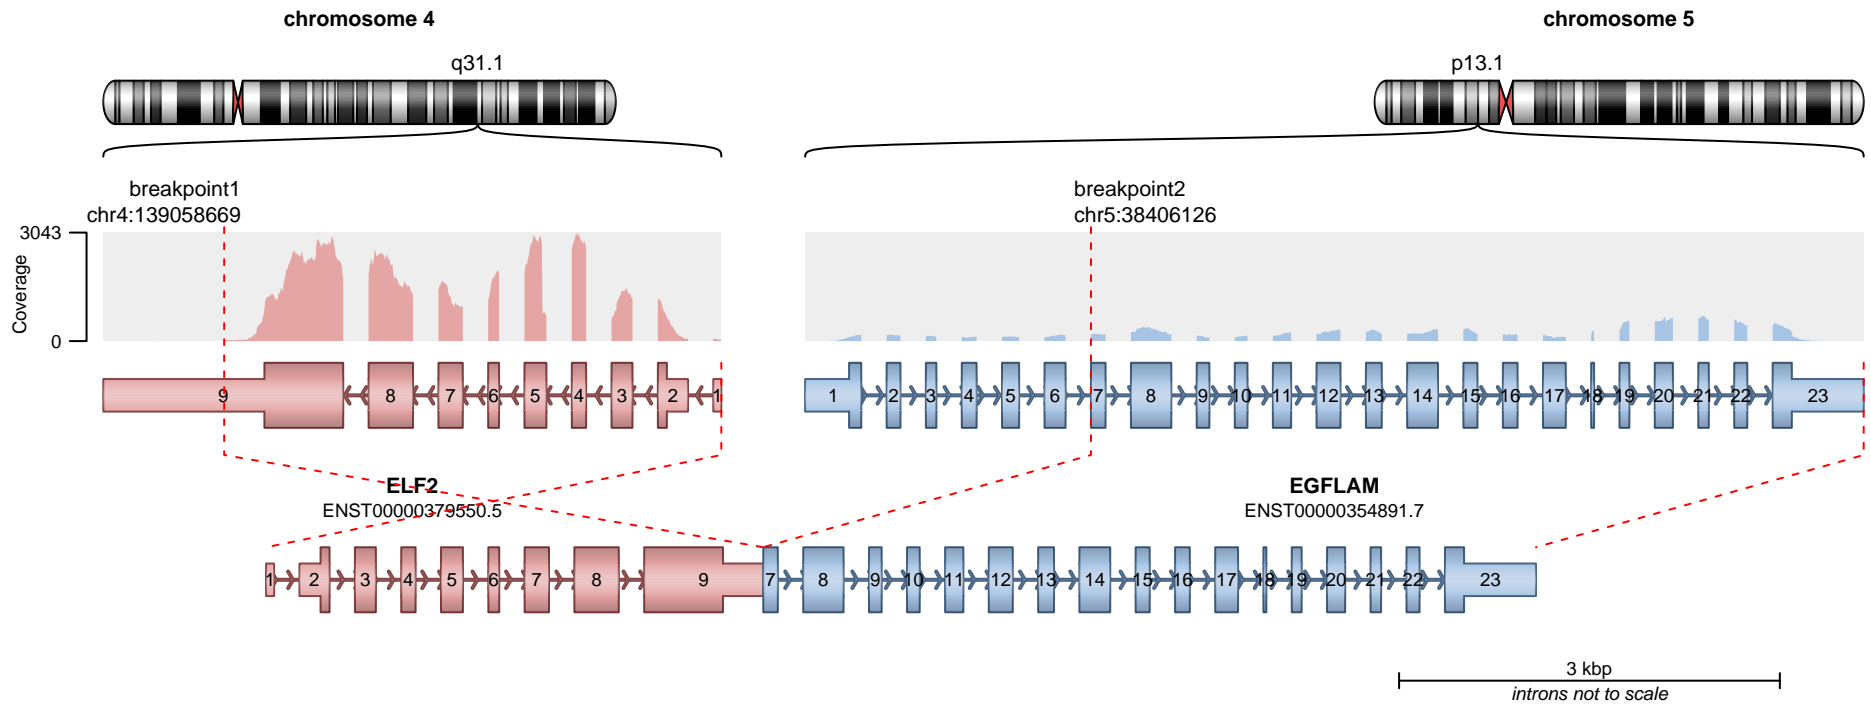 chromosome 4
chromosome 5
q31.1
p13.1
breakpoint1
chr4:139058669
breakpoint2
chr5:38406126
3043
0
Coverage
9 8 7 6 5 4 3 2 1
1 2 3 4 5 6 7 8 9 10 11 12 13 14 15 16 17 18 19 20 21 22 23
ELF2
ENST00000379550.5
EGFLAM
ENST00000354891.7
1 2 3 4 5 6 7 8 9 7 8 9 10 11 12 13 14 15 16 17 18 19 20 21 22 23
3 kbp
introns not to scale